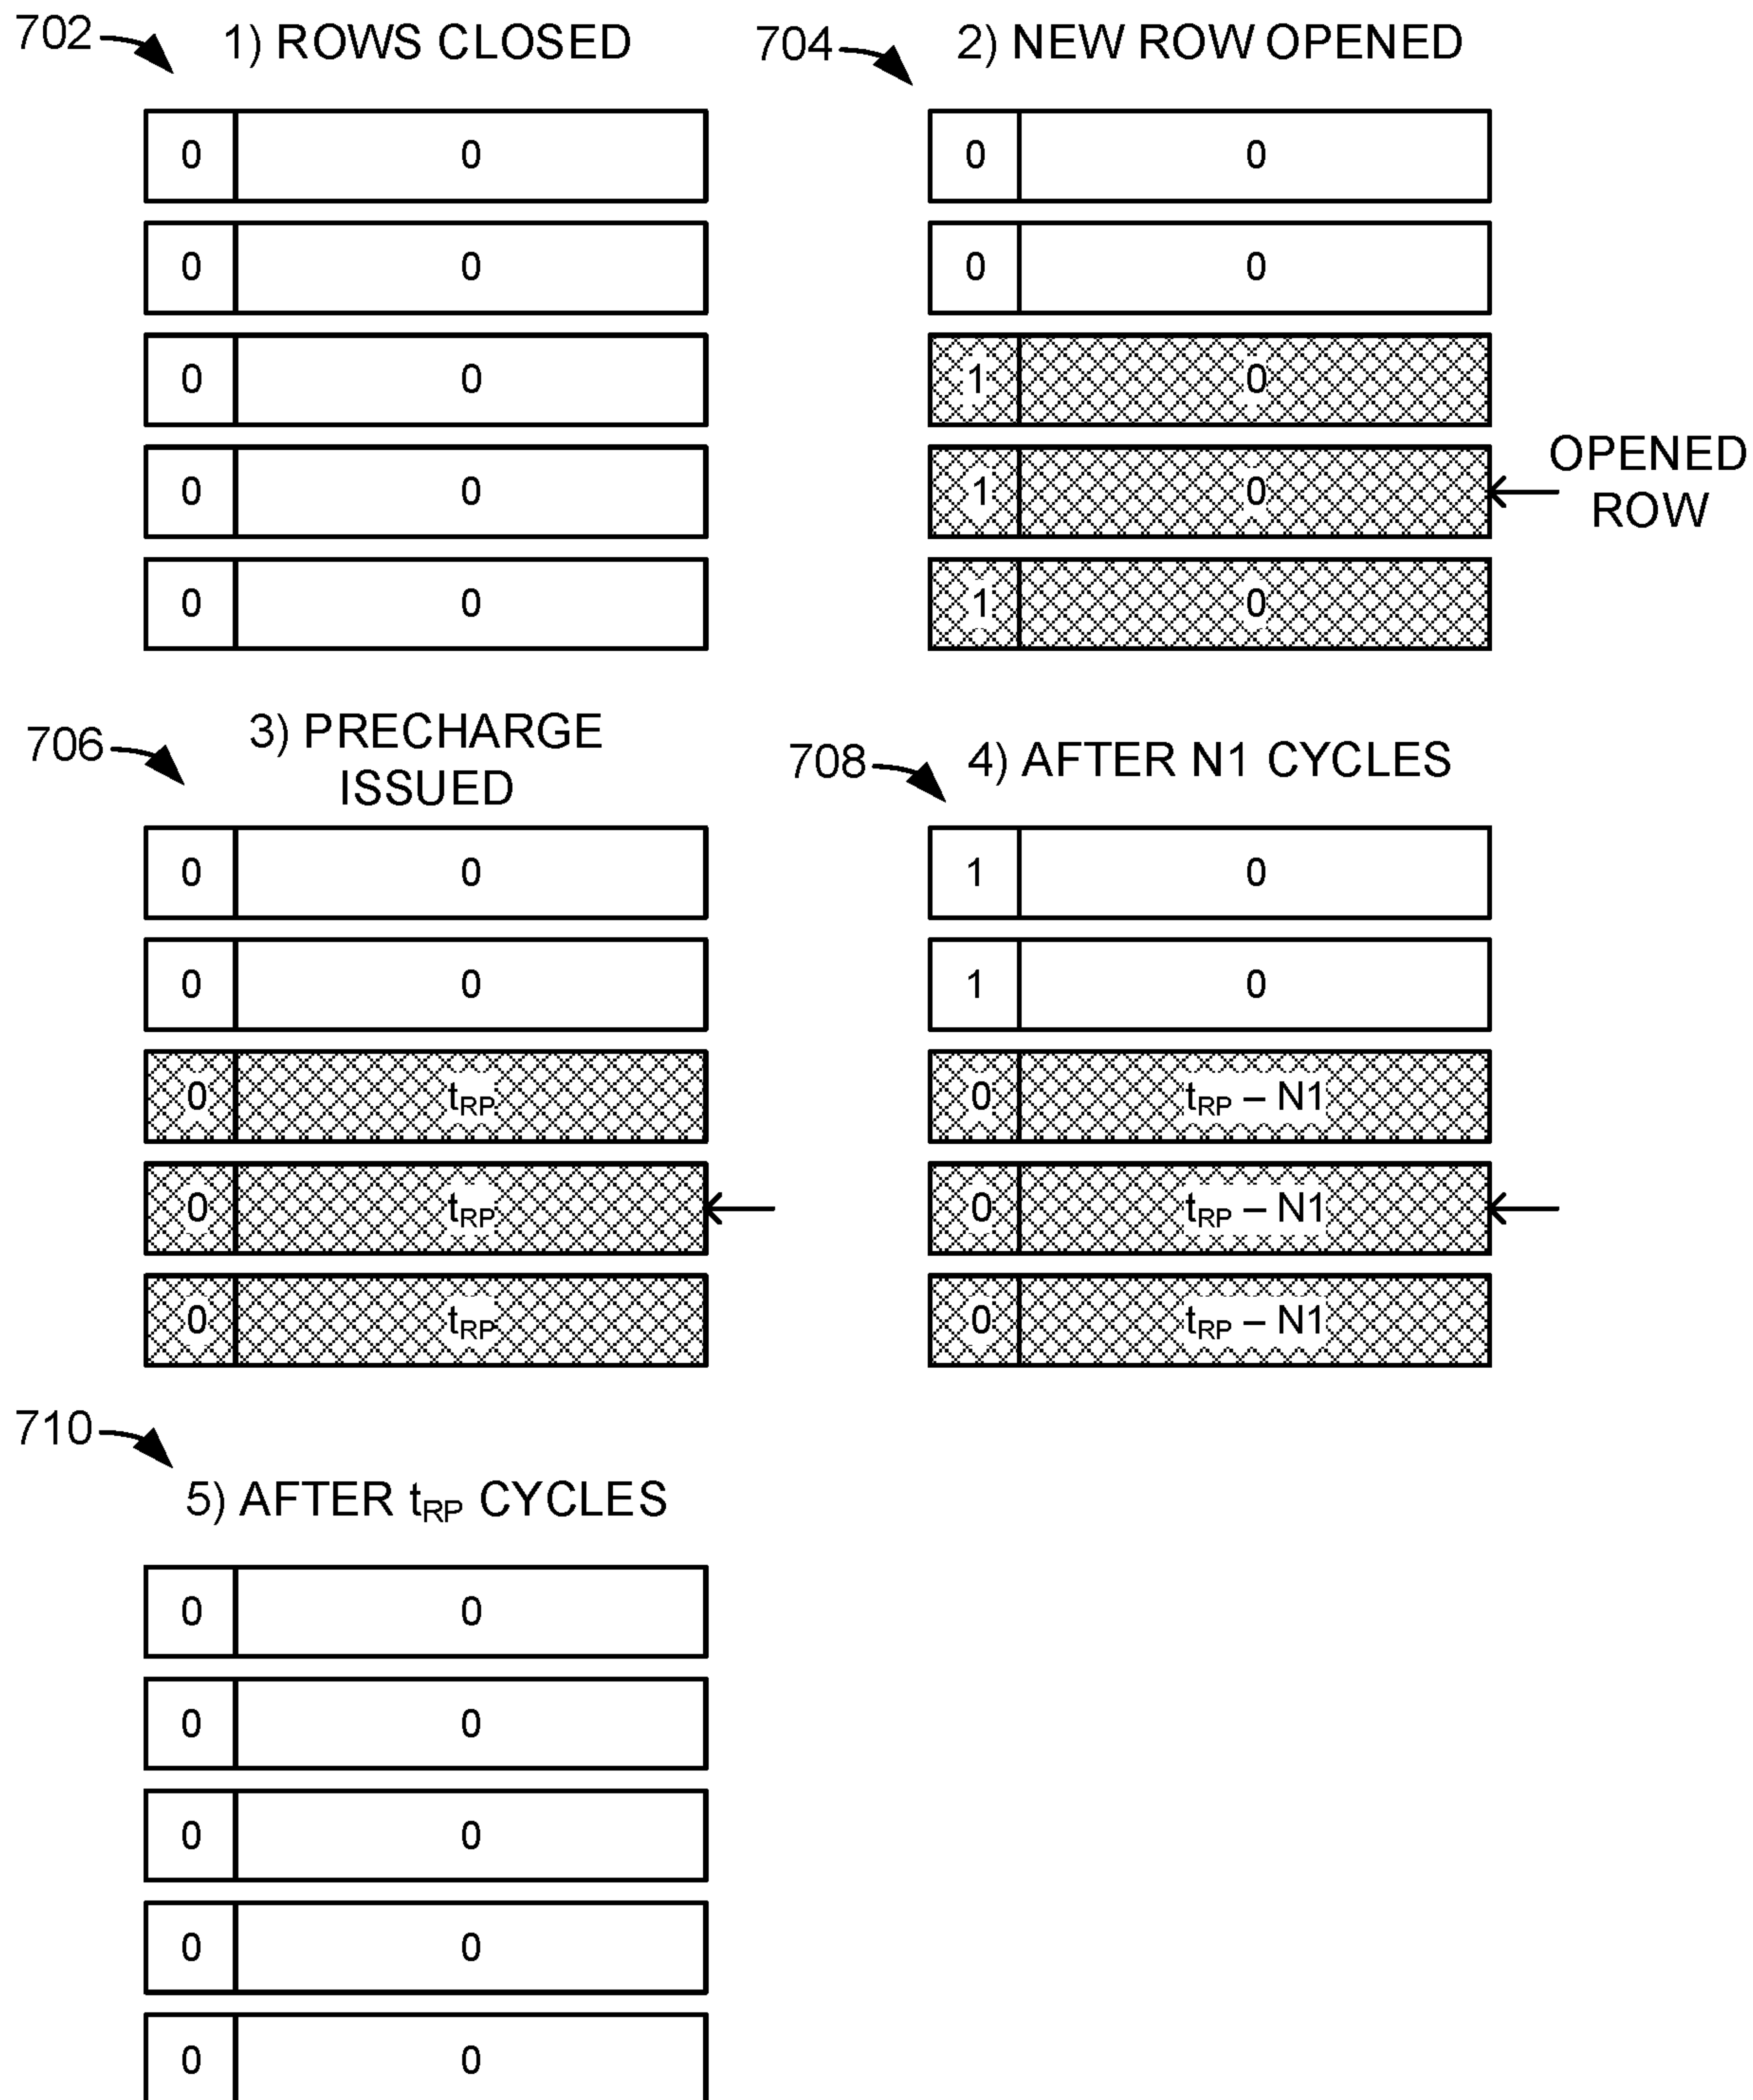 702
1) ROWS CLOSED
0 0
0 0
0 0
0 0
0 0
704
2) NEW ROW OPENED
0 0
0 0
1 0
1 0
1 0
OPENED
ROW
706
3) PRECHARGE
ISSUED
0 0
0 0
0 tRP
0 tRP
0 tRP
708
4) AFTER N1 CYCLES
1 0
1 0
0 tRP – N1
0 tRP – N1
0 tRP – N1
710
5) AFTER tRP CYCLES
0 0
0 0
0 0
0 0
0 0